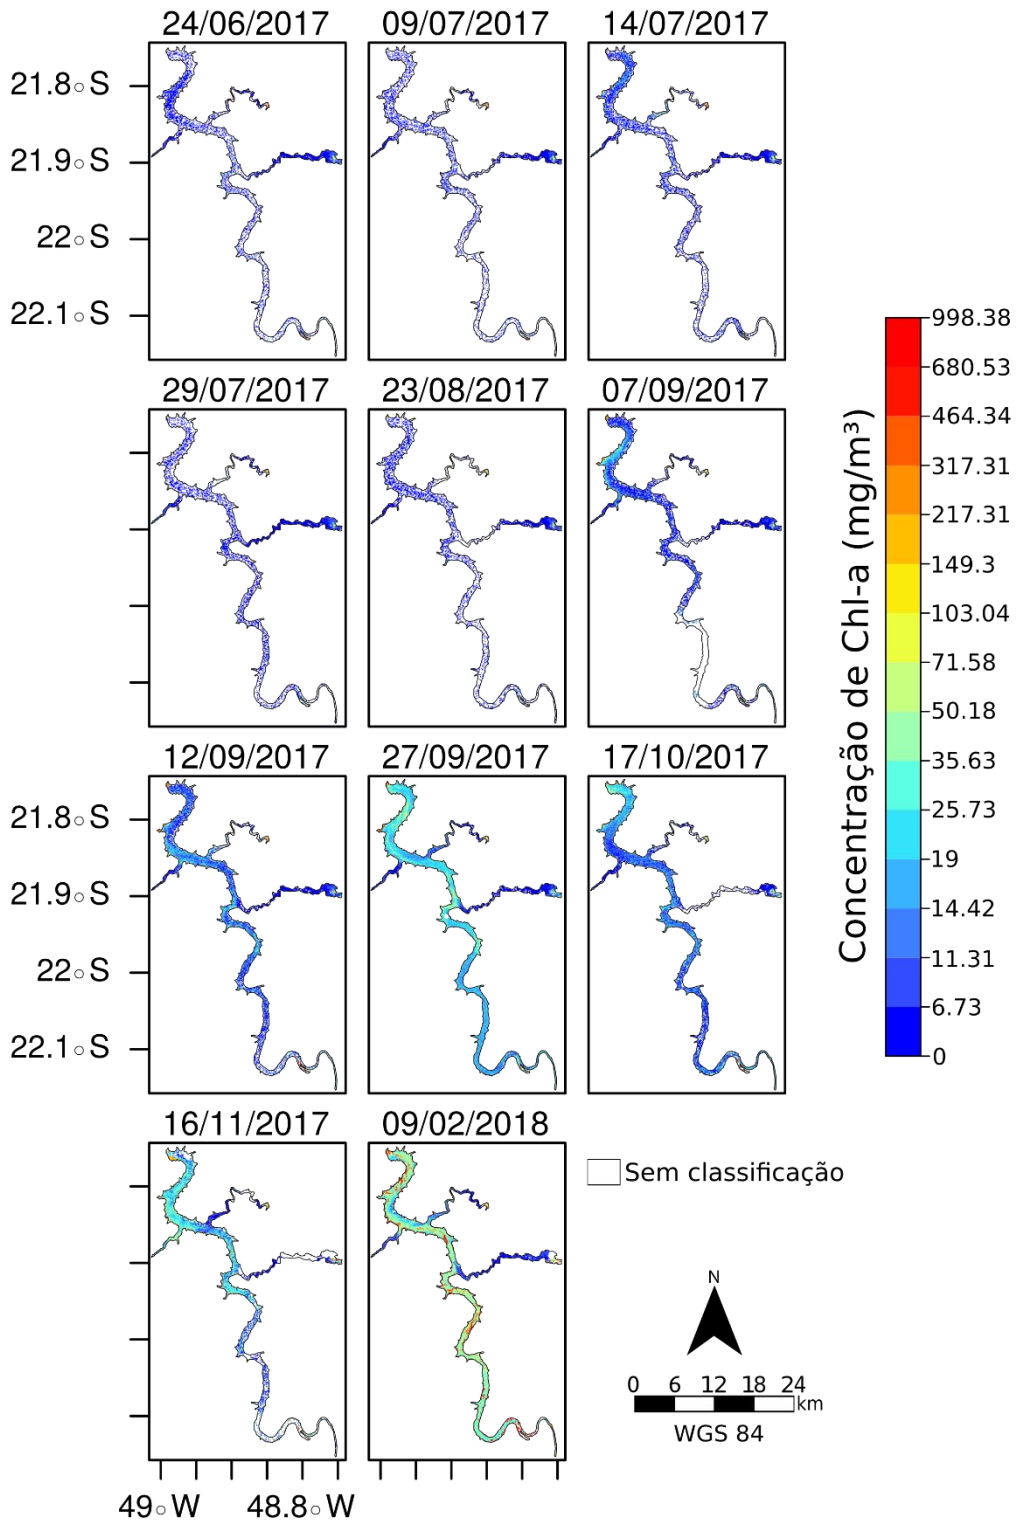 24/06/2017
09/07/2017
14/07/2017
21.8◦S
21.9◦S
22◦S
22.1◦S
29/07/2017
23/08/2017
07/09/2017
12/09/2017
27/09/2017
17/10/2017
21.8◦S
21.9◦S
22◦S
22.1◦S
16/11/2017
09/02/2018
49◦W
48.8◦W
Concentração de Chl-a (mg/m³)
998.38
680.53
464.34
317.31
217.31
149.3
103.04
71.58
50.18
35.63
25.73
19
14.42
11.31
6.73
0
Sem classificação
N
0 6 12 18 24
km
WGS 84